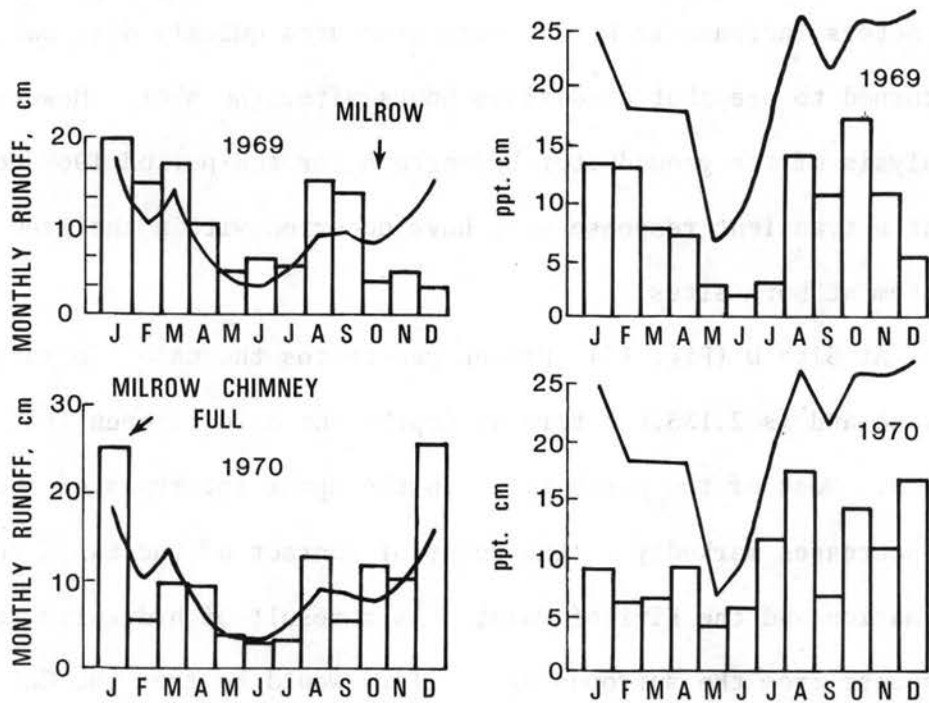 MONTHLY RUNOFF, cm
20
10
0
1969
MILROW
J F M A M J J A S O N D
ppt. cm
25
20
15
10
5
0
1969
J F M A M J J A S O N D
MONTHLY RUNOFF, cm
30
20
10
0
MILROW CHIMNEY
FULL
1970
J F M A M J J A S O N D
ppt. cm
25
20
15
10
5
0
1970
J F M A M J J A S O N D